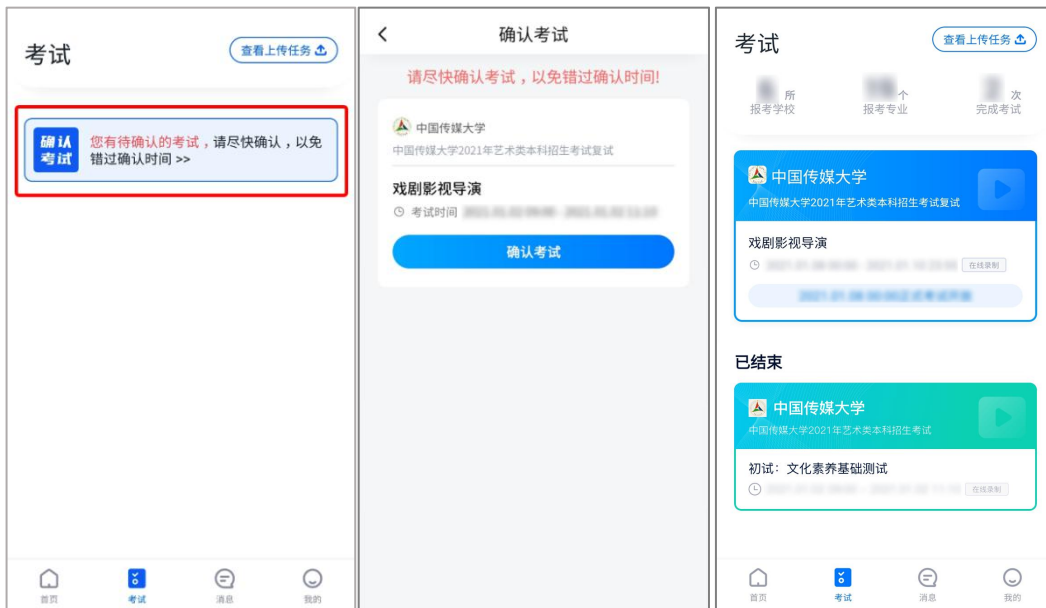 考试
查看上传任务
确认
考试
您有待确认的考试，请尽快确认，以免
错过确认时间 >>
首页
考试
消息
我的
确认考试
请尽快确认考试，以免错过确认时间!
中国传媒大学
中国传媒大学2021年艺术类本科招生考试复试
戏剧影视导演
考试时间
确认考试
考试
查看上传任务
所
个
次
报考学校
报考专业
完成考试
中国传媒大学
中国传媒大学2021年艺术类本科招生考试复试
戏剧影视导演
在线录制
已结束
中国传媒大学
中国传媒大学2021年艺术类本科招生考试
初试：文化素养基础测试
在线录制
首页
考试
消息
我的